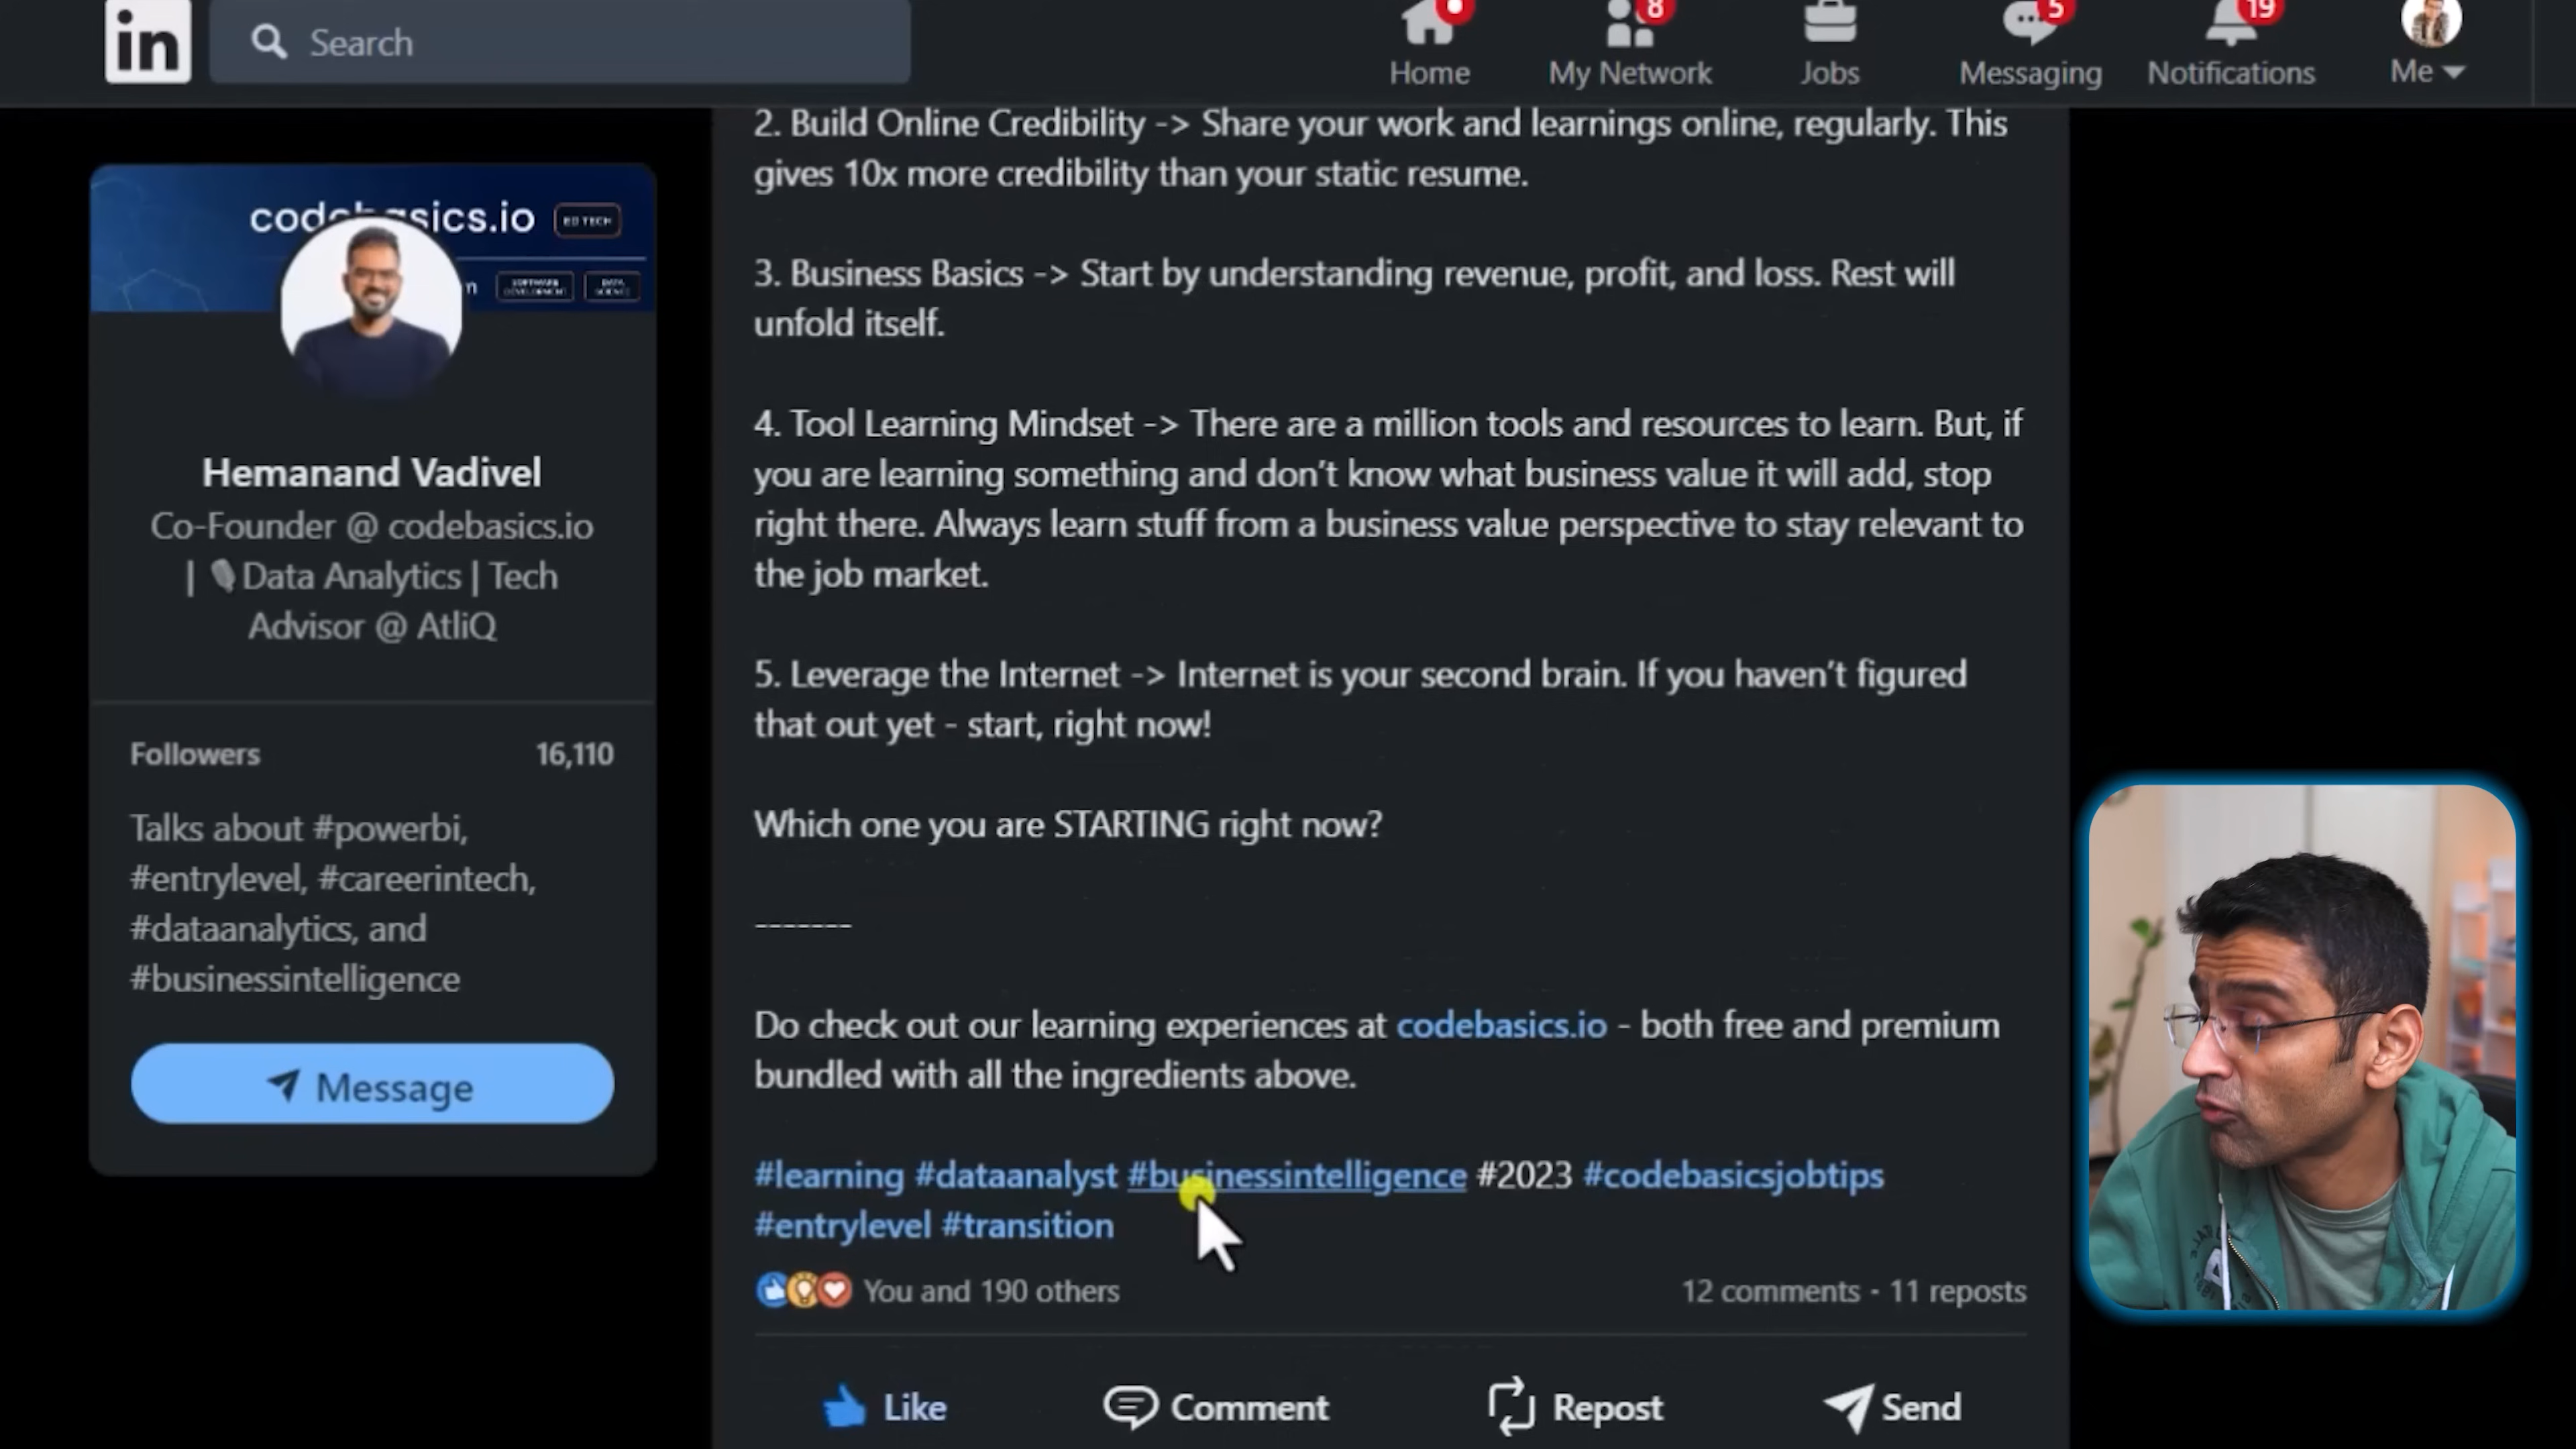 in
Search
8
5
19
Home
My Network
Jobs
Messaging
Notifications
Me
2. Build Online Credibility -> Share your work and learnings online, regularly. This
gives 10x more credibility than your static resume.
3. Business Basics -> Start by understanding revenue, profit, and loss. Rest will
unfold itself.
4. Tool Learning Mindset -> There are a million tools and resources to learn. But, if
you are learning something and don't know what business value it will add, stop
right there. Always learn stuff from a business value perspective to stay relevant to
the job market.
5. Leverage the Internet -> Internet is your second brain. If you haven't figured
that out yet - start, right now!
Which one you are STARTING right now?
-------
Do check out our learning experiences at codebasics.io - both free and premium
bundled with all the ingredients above.
#learning #dataanalyst #businessintelligence #2023 #codebasicsjobtips
#entrylevel #transition
You and 190 others
12 comments · 11 reposts
Like
Comment
Repost
Send
ED TECH
SOFTWARE
DEVELOPMENT
DATA
SCIENCE
Hemanand Vadivel
Co-Founder @ codebasics.io
| Data Analytics | Tech
Advisor @ AtliQ
Followers 16,110
Talks about #powerbi,
#entrylevel, #careerintech,
#dataanalytics, and
#businessintelligence
Message